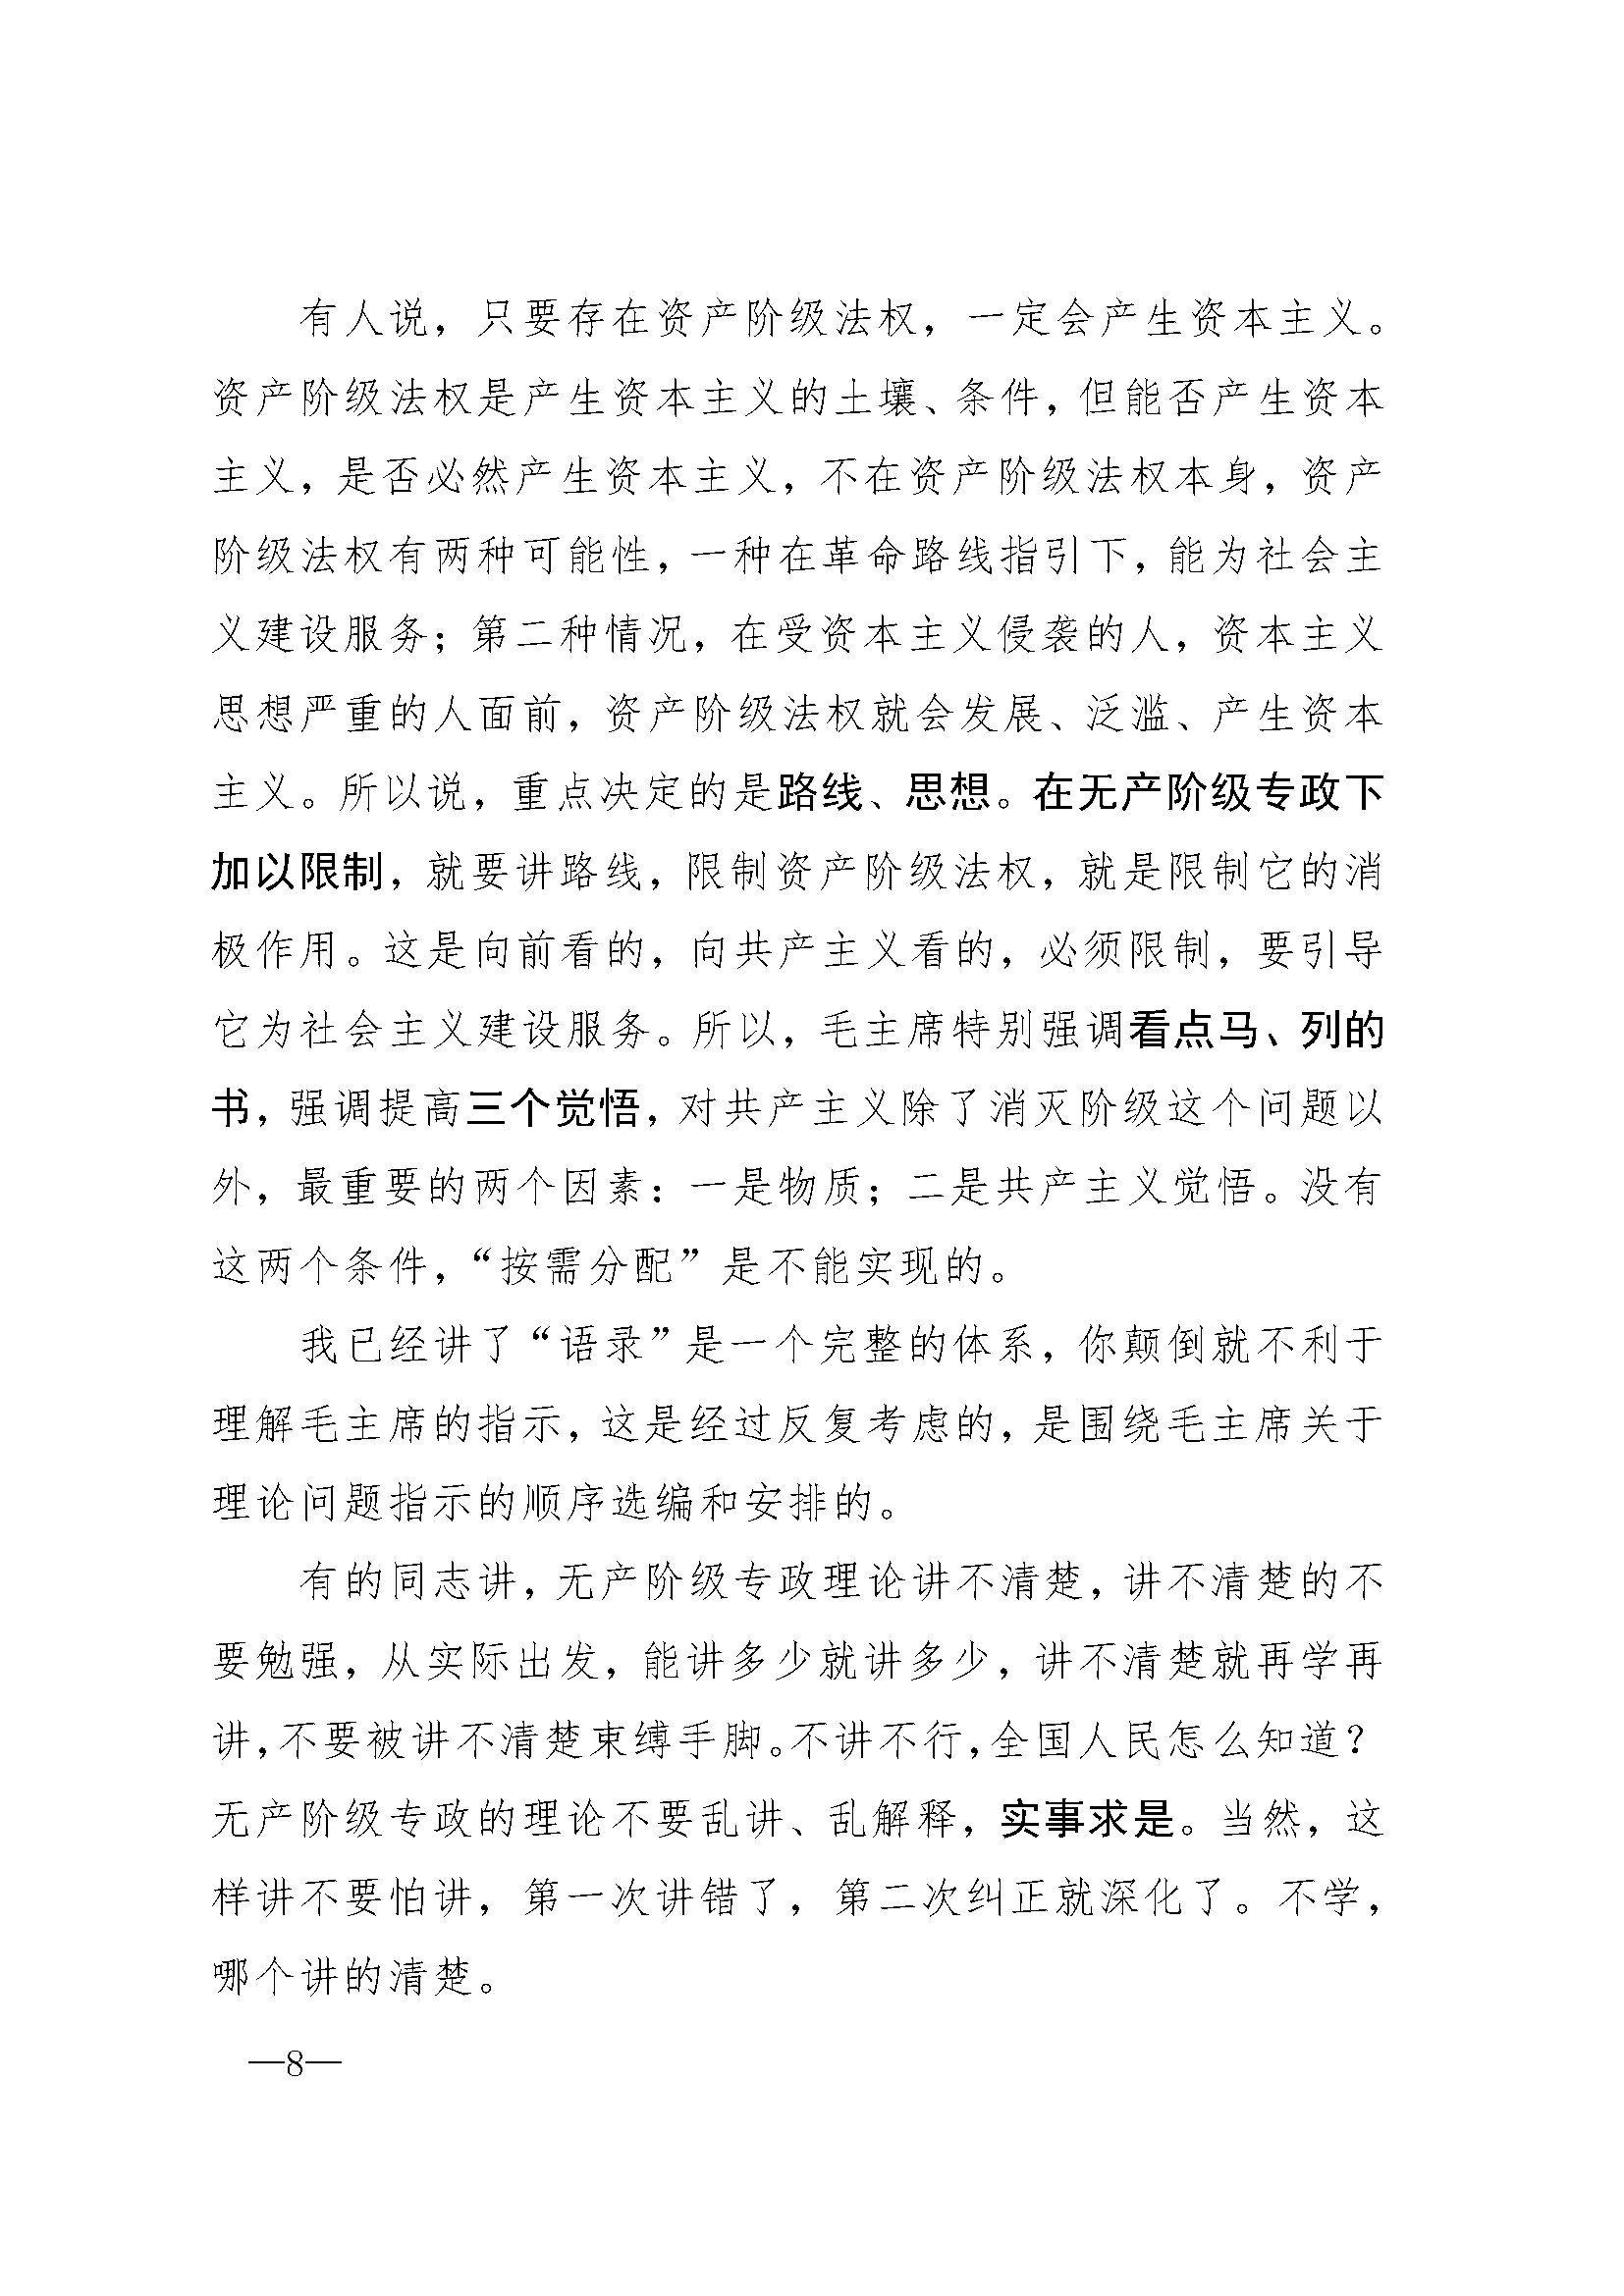 有人说，只要存在资产阶级法权，一定会产生资本主义。
资产阶级法权是产生资本主义的土壤、条件，但能否产生资本
主义，是否必然产生资本主义，不在资产阶级法权本身，资产
阶级法权有两种可能性，一种在革命路线指引下，能为社会主
义建设服务；第二种情况，在受资本主义侵袭的人，资本主义
思想严重的人面前，资产阶级法权就会发展、泛滥、产生资本
主义。所以说，重点决定的是路线、思想。在无产阶级专政下
加以限制，就要讲路线，限制资产阶级法权，就是限制它的消
极作用。这是向前看的，向共产主义看的，必须限制，要引导
它为社会主义建设服务。所以，毛主席特别强调看点马、列的
书，强调提高三个觉悟，对共产主义除了消灭阶级这个问题以
外，最重要的两个因素：一是物质；二是共产主义觉悟。没有
这两个条件，“按需分配”是不能实现的。
我已经讲了“语录”是一个完整的体系，你颠倒就不利于
理解毛主席的指示，这是经过反复考虑的，是围绕毛主席关于
理论问题指示的顺序选编和安排的。
有的同志讲，无产阶级专政理论讲不清楚，讲不清楚的不
要勉强，从实际出发，能讲多少就讲多少，讲不清楚就再学再
讲，不要被讲不清楚束缚手脚。不讲不行，全国人民怎么知道？
无产阶级专政的理论不要乱讲、乱解释，实事求是。当然，这
样讲不要怕讲，第一次讲错了，第二次纠正就深化了。不学，
哪个讲的清楚。
—8—